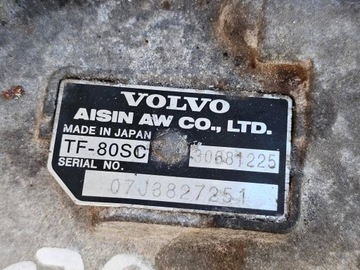 VOLVO
AISIN AW CO., LTD.
MADE IN JAPAN
TF-80SC 30681225
SERIAL NO.
07J3827251